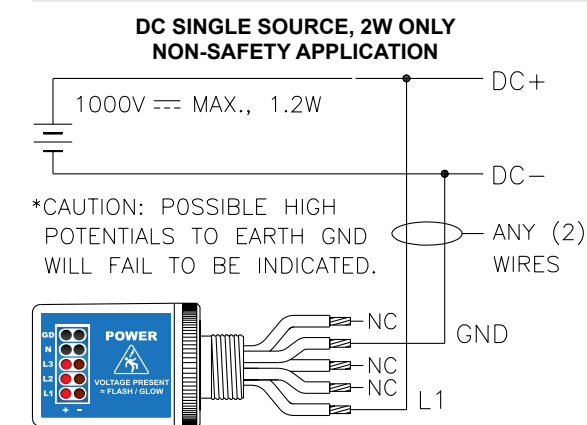 DC SINGLE SOURCE, 2W ONLY
NON-SAFETY APPLICATION
DC+
1000V ⎓ MAX., 1.2W
DC−
*CAUTION: POSSIBLE HIGH
POTENTIALS TO EARTH GND
WILL FAIL TO BE INDICATED.
ANY (2)
WIRES
NC
GND
NC
NC
L1
GD
N
L3
L2
L1
+ −
POWER
VOLTAGE PRESENT
= FLASH / GLOW